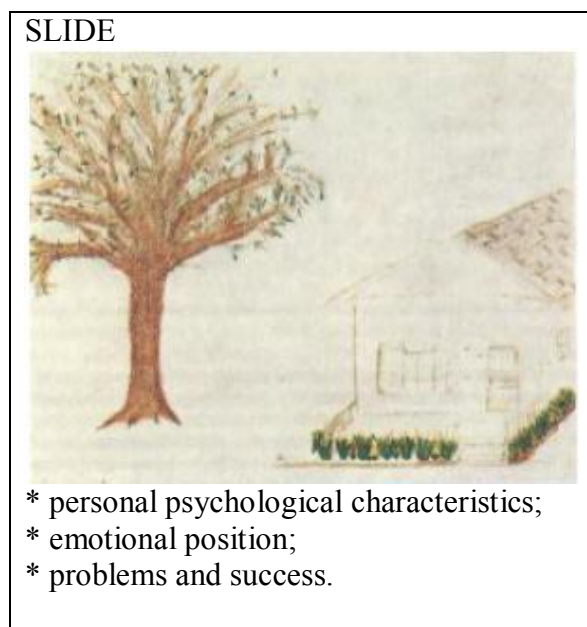 SLIDE
* personal psychological characteristics;
* emotional position;
* problems and success.